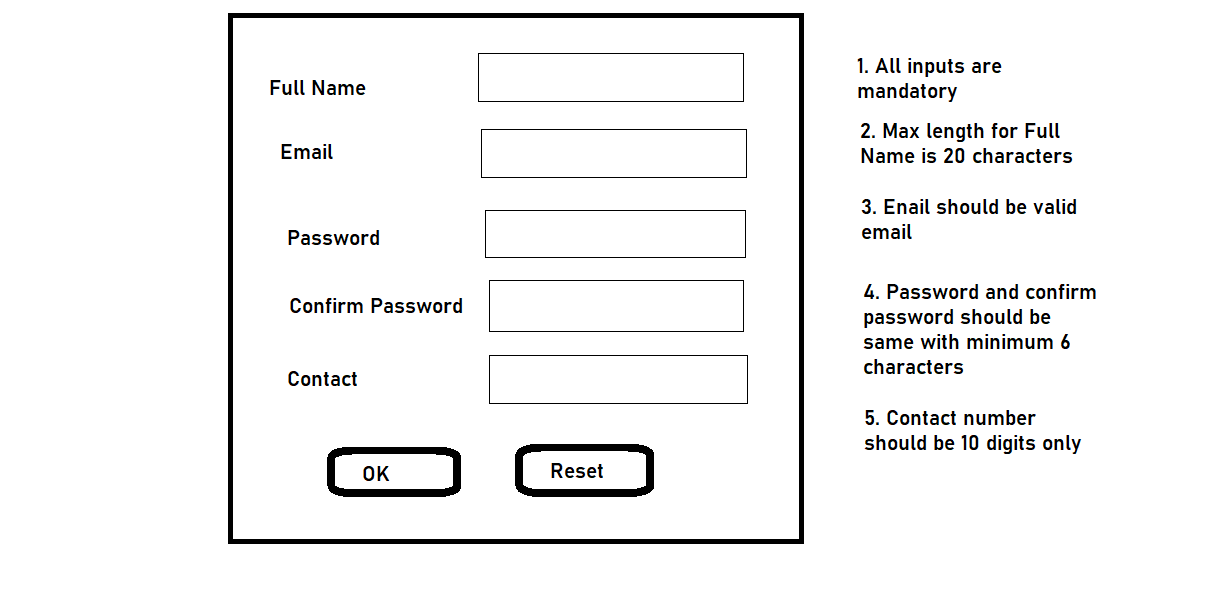 Full Name
Email
Password
Confirm Password
Contact
OK
Reset
1. All inputs are
mandatory
2. Max length for Full
Name is 20 characters
3. Enail should be valid
email
4. Password and confirm
password should be
same with minimum 6
characters
5. Contact number
should be 10 digits only